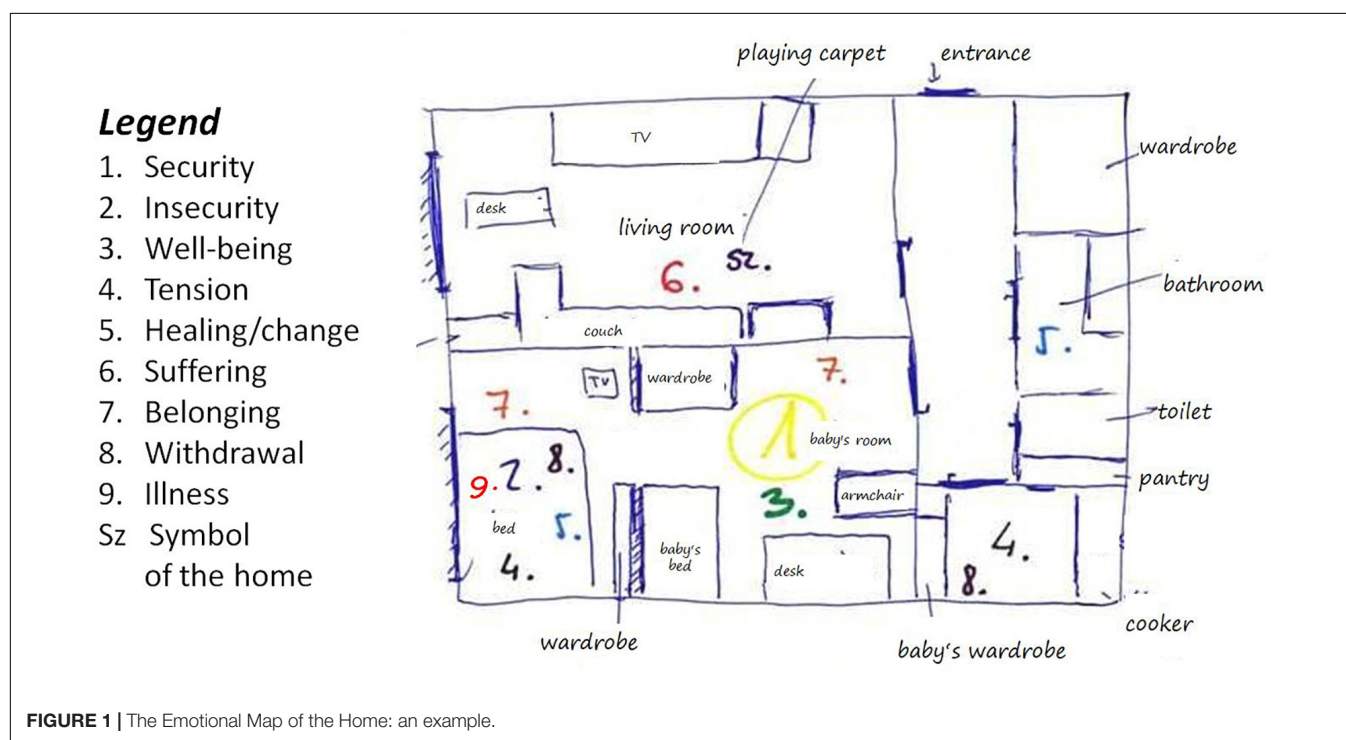 Legend
1. Security
2. Insecurity
3. Well-being
4. Tension
5. Healing/change
6. Suffering
7. Belonging
8. Withdrawal
9. Illness
Sz Symbol
of the home
playing carpet
entrance
TV
wardrobe
desk
living room
Sz.
6.
bathroom
couch
5.
TV
wardrobe
7.
7.
1
baby's room
toilet
8.
9. 2.
pantry
armchair
3.
bed
5.
baby's
bed
desk
4.
4.
8.
cooker
wardrobe
baby's wardrobe
FIGURE 1 | The Emotional Map of the Home: an example.